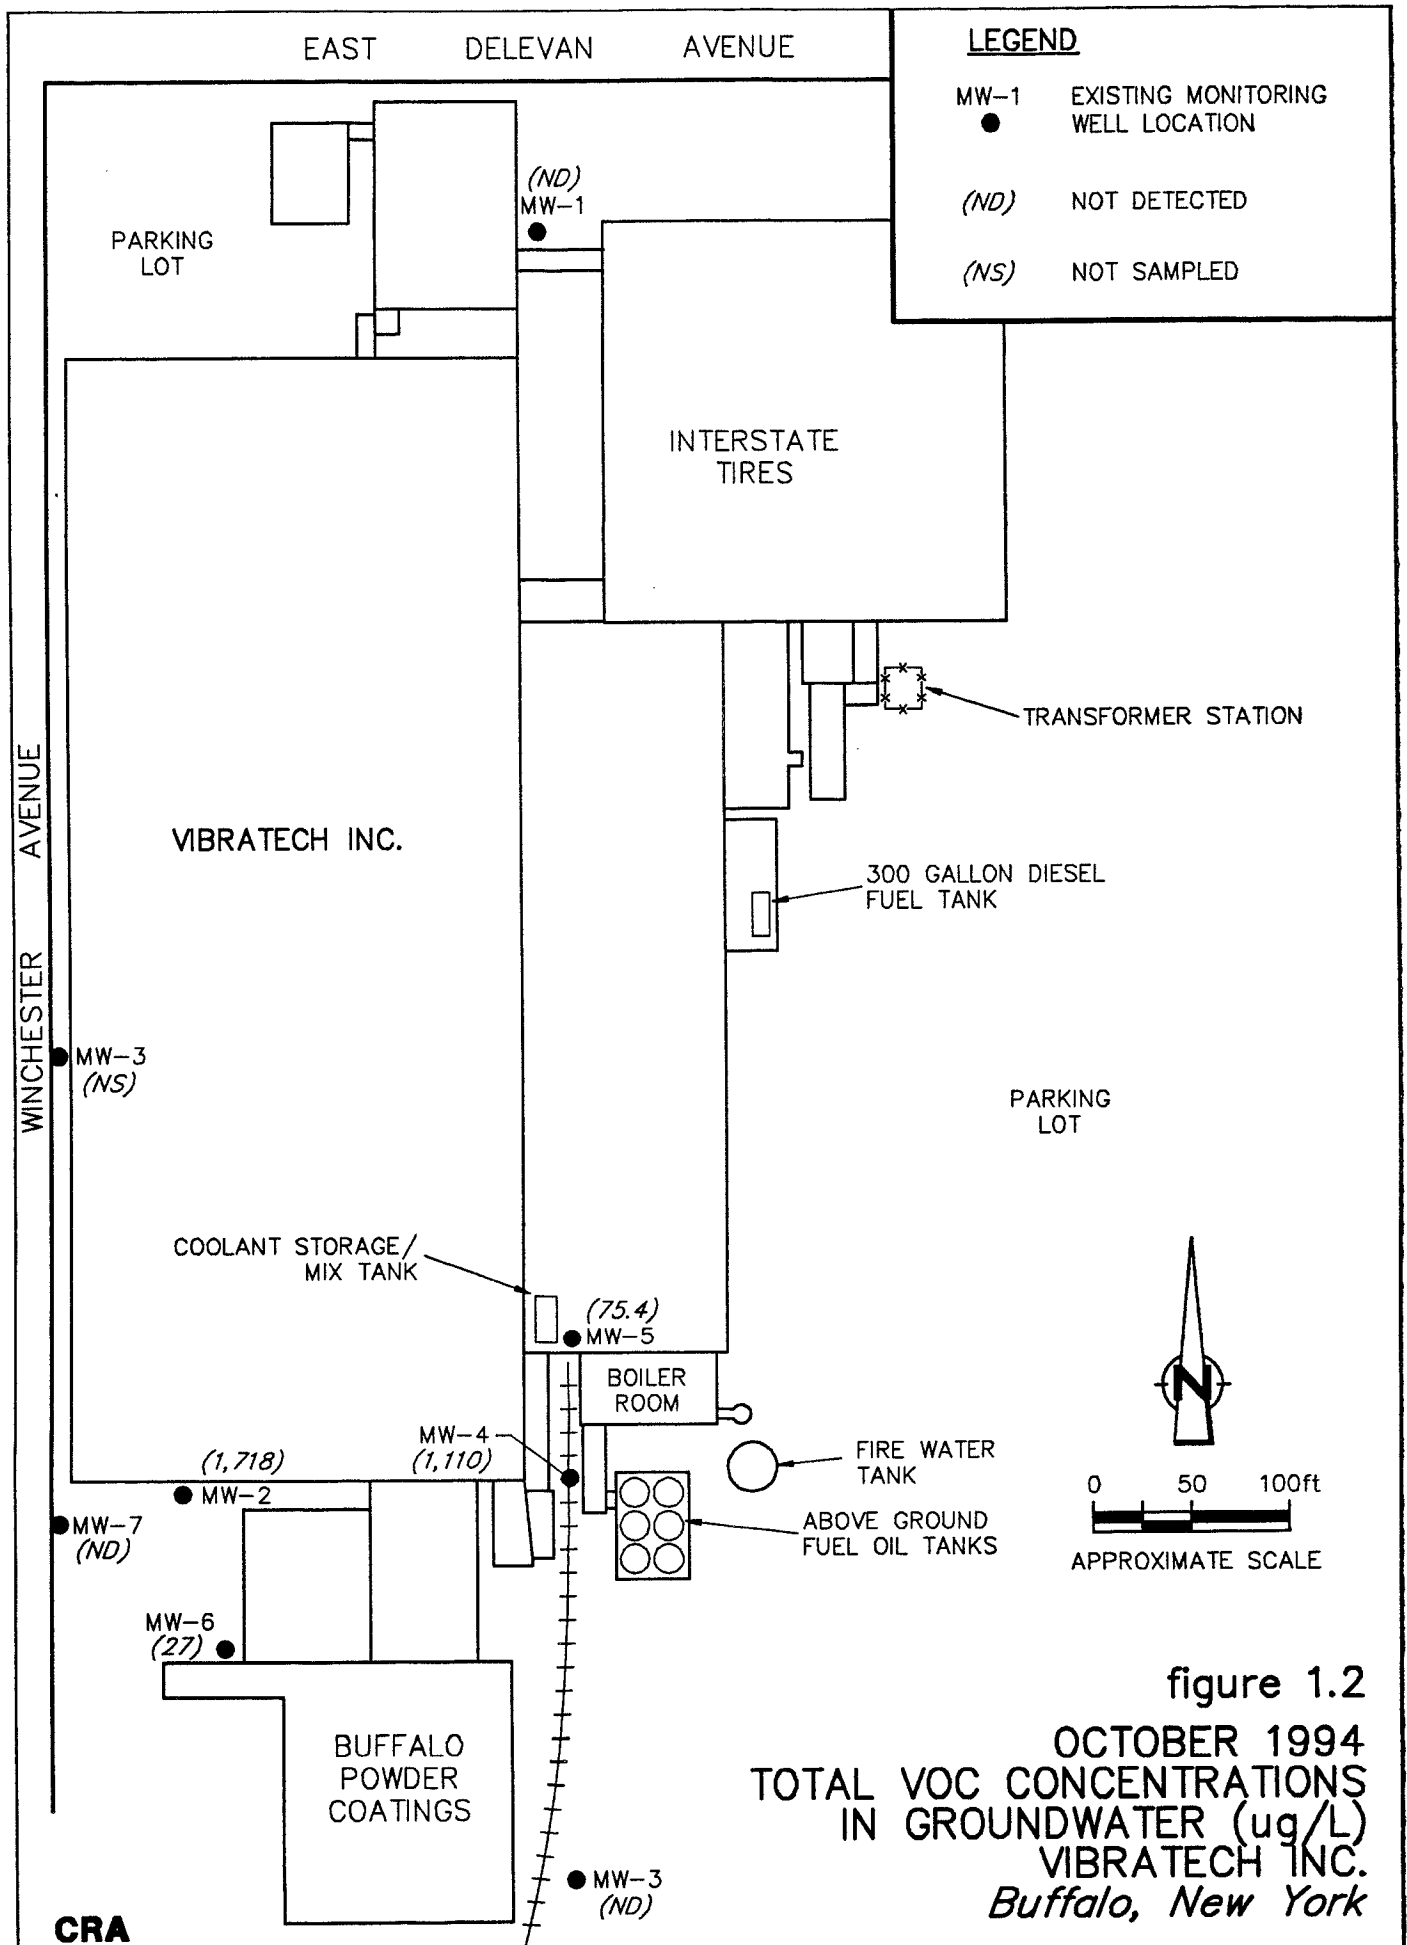 EAST DELEVAN AVENUE
LEGEND
MW-1 EXISTING MONITORING
WELL LOCATION
(ND) NOT DETECTED
(NS) NOT SAMPLED
(ND)
MW-1
PARKING
LOT
INTERSTATE
TIRES
TRANSFORMER STATION
WINCHESTER AVENUE
VIBRATECH INC.
300 GALLON DIESEL
FUEL TANK
MW-3
(NS)
PARKING
LOT
COOLANT STORAGE/
MIX TANK
(75.4)
MW-5
BOILER
ROOM
N
MW-4
(1,110)
(1,718)
MW-2
FIRE WATER
TANK
0 50 100ft
APPROXIMATE SCALE
MW-7
(ND)
ABOVE GROUND
FUEL OIL TANKS
MW-6
(27)
BUFFALO
POWDER
COATINGS
MW-3
(ND)
figure 1.2
OCTOBER 1994
TOTAL VOC CONCENTRATIONS
IN GROUNDWATER (ug/L)
VIBRATECH INC.
Buffalo, New York
CRA